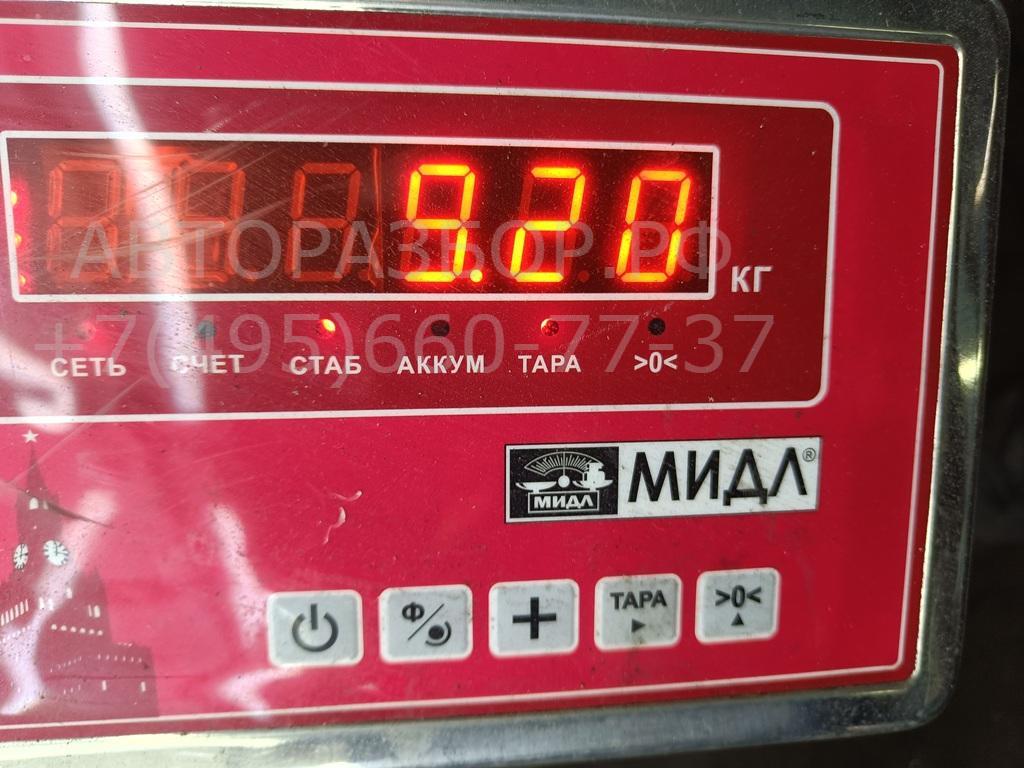 9.20
КГ
АВТОРАЗБОР.РФ
+7(495)660-77-37
СЕТЬ СЧЕТ СТАБ АККУМ ТАРА >0<
МИДЛ МИДЛ®
Ф + ТАРА >0<